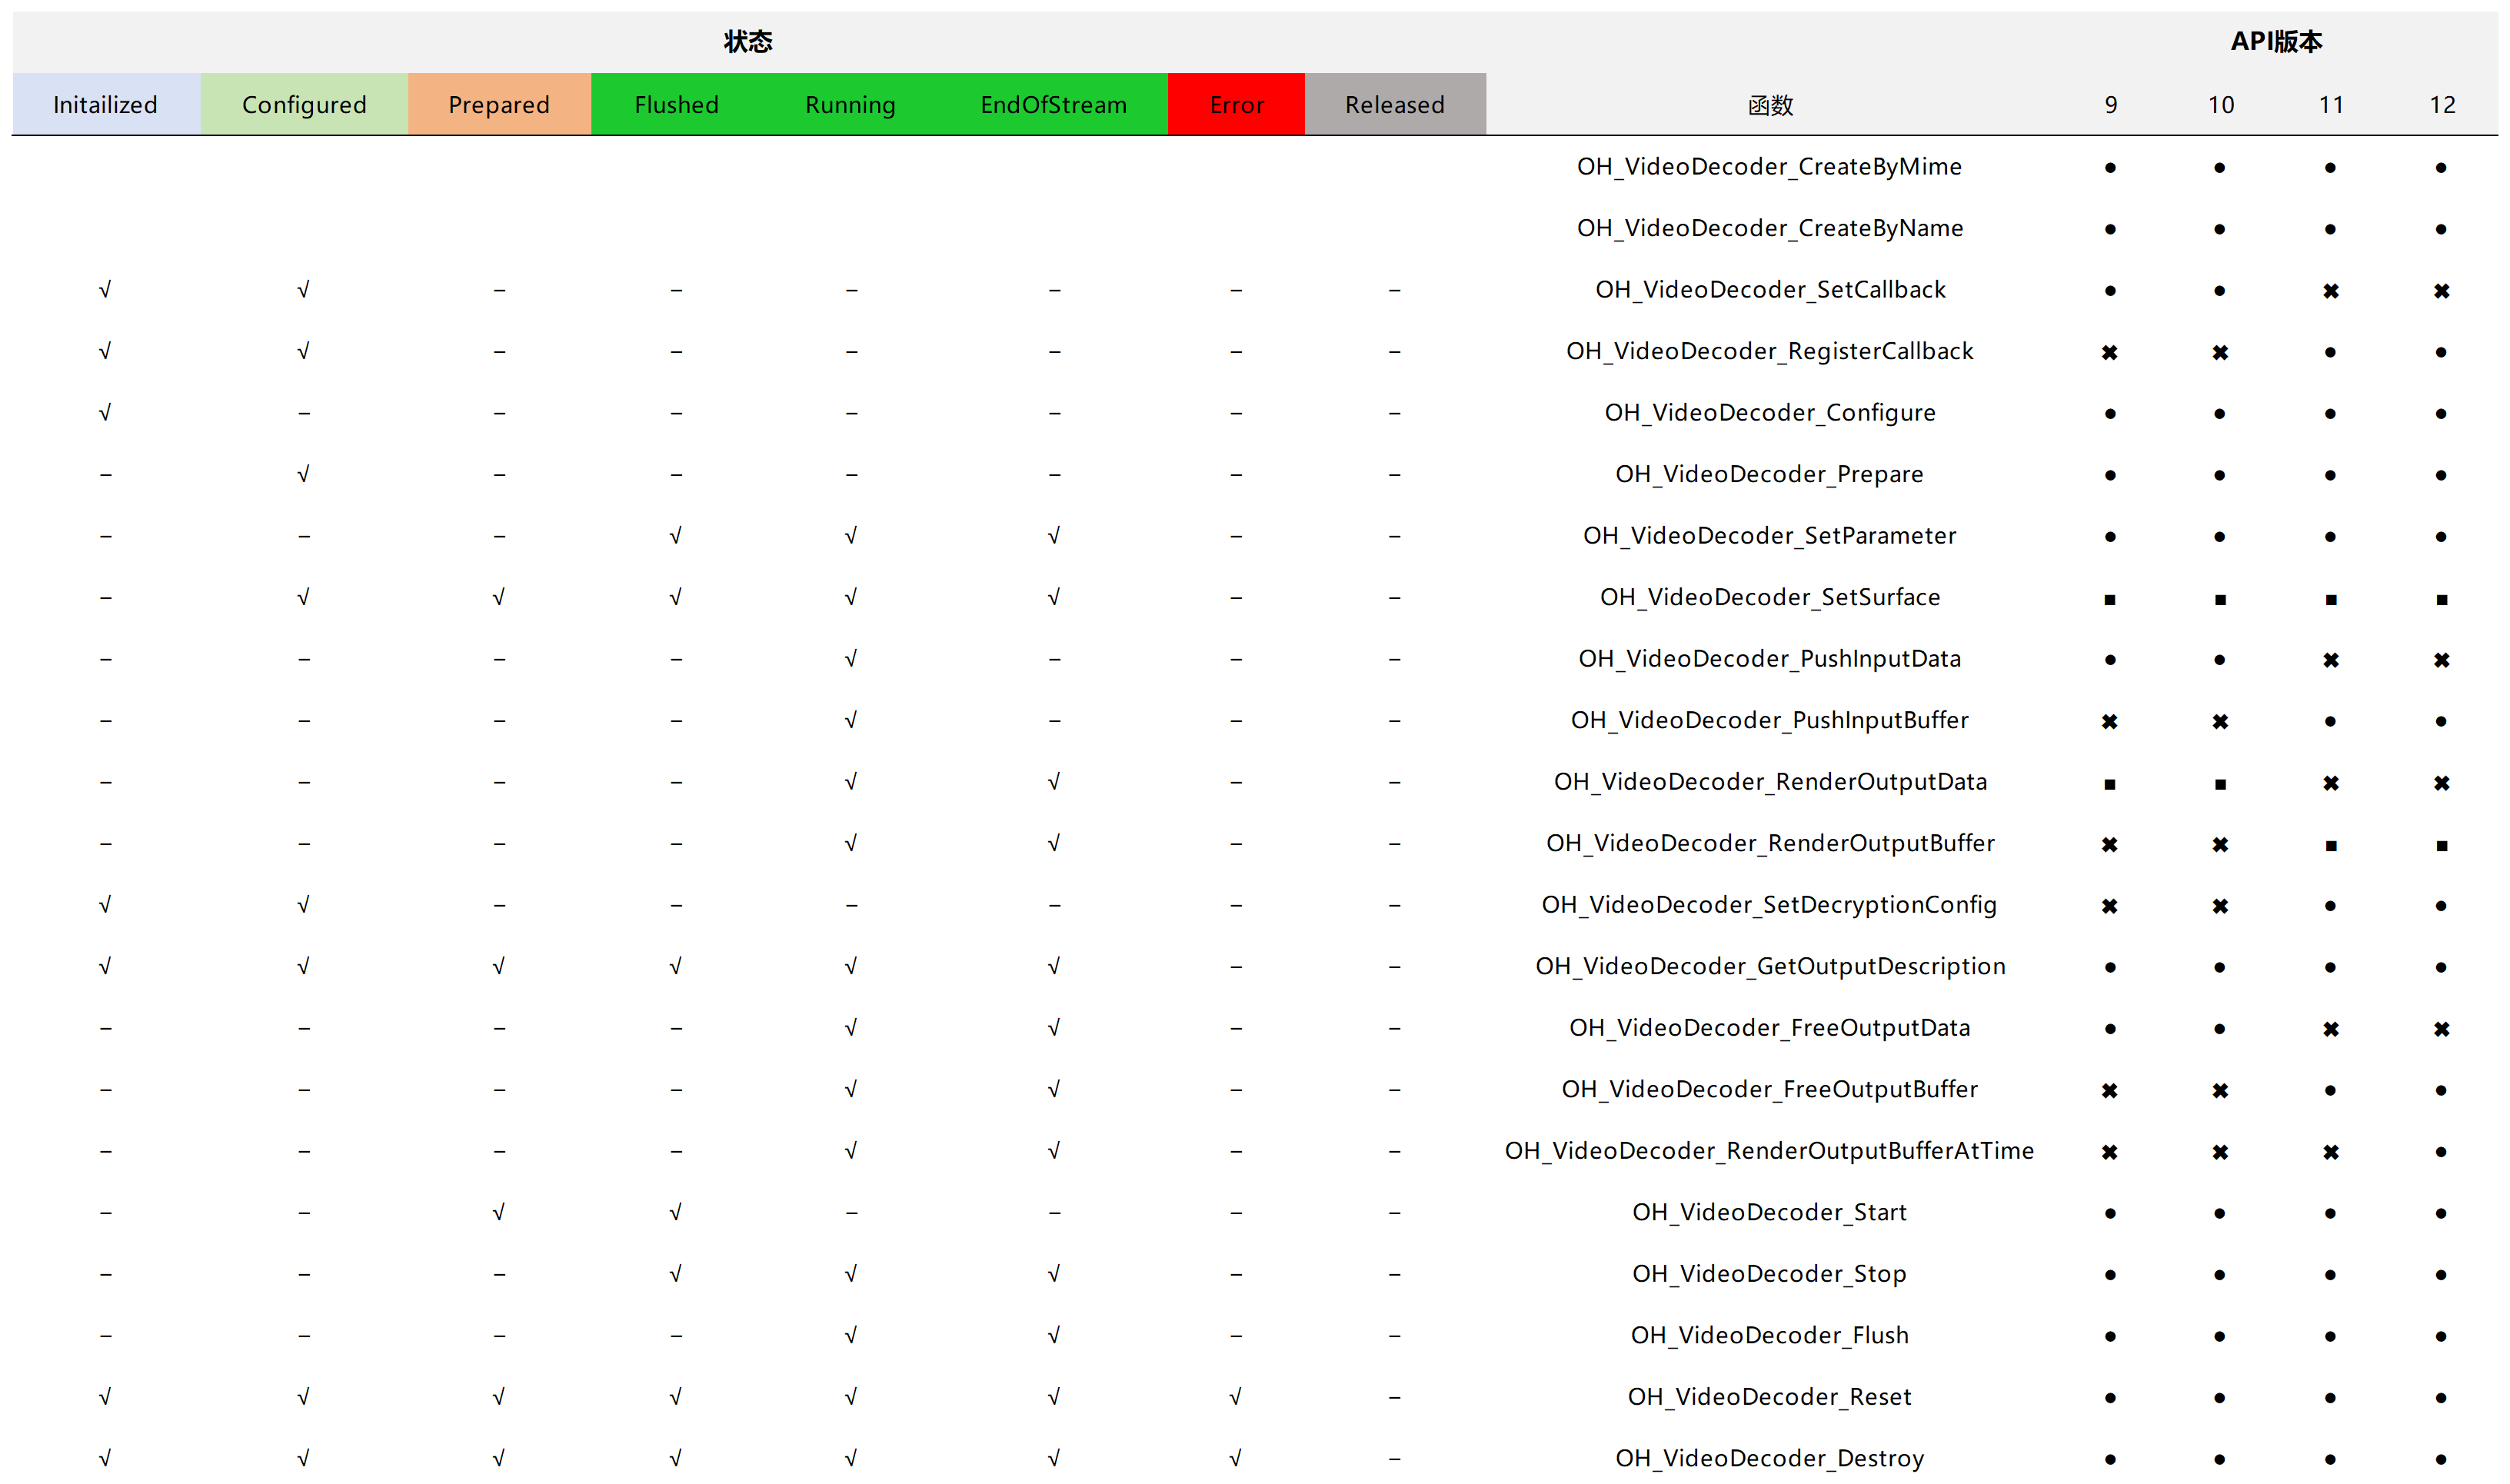 状态 API版本
Initailized Configured Prepared Flushed Running EndOfStream Error Released 函数 9 10 11 12
OH_VideoDecoder_CreateByMime ● ● ● ●
OH_VideoDecoder_CreateByName ● ● ● ●
√ √ – – – – – – OH_VideoDecoder_SetCallback ● ● ✖ ✖
√ √ – – – – – – OH_VideoDecoder_RegisterCallback ✖ ✖ ● ●
√ – – – – – – – OH_VideoDecoder_Configure ● ● ● ●
– √ – – – – – – OH_VideoDecoder_Prepare ● ● ● ●
– – – √ √ √ – – OH_VideoDecoder_SetParameter ● ● ● ●
– √ √ √ √ √ – – OH_VideoDecoder_SetSurface ■ ■ ■ ■
– – – – √ – – – OH_VideoDecoder_PushInputData ● ● ✖ ✖
– – – – √ – – – OH_VideoDecoder_PushInputBuffer ✖ ✖ ● ●
– – – – √ √ – – OH_VideoDecoder_RenderOutputData ■ ■ ✖ ✖
– – – – √ √ – – OH_VideoDecoder_RenderOutputBuffer ✖ ✖ ■ ■
√ √ – – – – – – OH_VideoDecoder_SetDecryptionConfig ✖ ✖ ● ●
√ √ √ √ √ √ – – OH_VideoDecoder_GetOutputDescription ● ● ● ●
– – – – √ √ – – OH_VideoDecoder_FreeOutputData ● ● ✖ ✖
– – – – √ √ – – OH_VideoDecoder_FreeOutputBuffer ✖ ✖ ● ●
– – – – √ √ – – OH_VideoDecoder_RenderOutputBufferAtTime ✖ ✖ ✖ ●
– – √ √ – – – – OH_VideoDecoder_Start ● ● ● ●
– – – √ √ √ – – OH_VideoDecoder_Stop ● ● ● ●
– – – – √ √ – – OH_VideoDecoder_Flush ● ● ● ●
√ √ √ √ √ √ √ – OH_VideoDecoder_Reset ● ● ● ●
√ √ √ √ √ √ √ – OH_VideoDecoder_Destroy ● ● ● ●